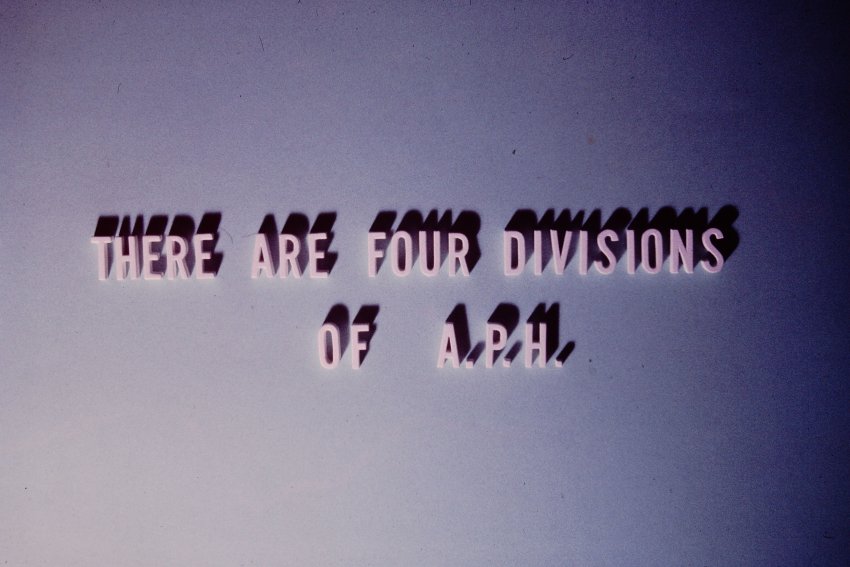 THERE ARE FOUR DIVISIONS
OF A.P.H.